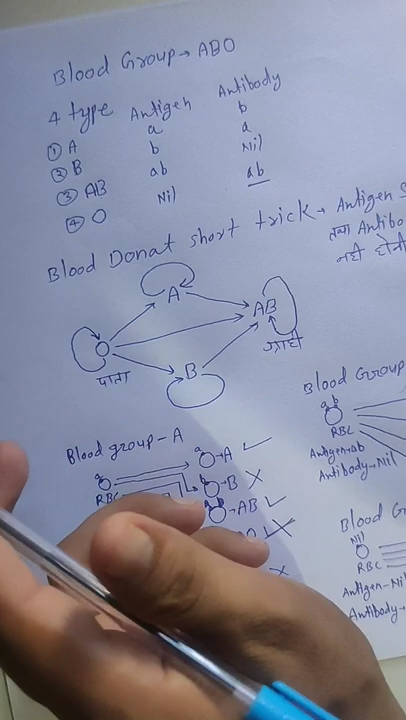 Blood Group → ABO
4 type Antigen Antibody
① A a b
② B b a
③ AB ab Nil
④ O Nil ab
Blood Donat short trick → Antigen
तथा Antibo
नही
A
AB
O
B
ग्राही
Blood group - A
a
RBC
a O→A ✓
b O→B ✗
O→AB ✓
Blood Group
ab
RBC
Antigen→ab
Antibody→Nil
Blood G
Nil
RBC
Antigen→Nil
Antibody→